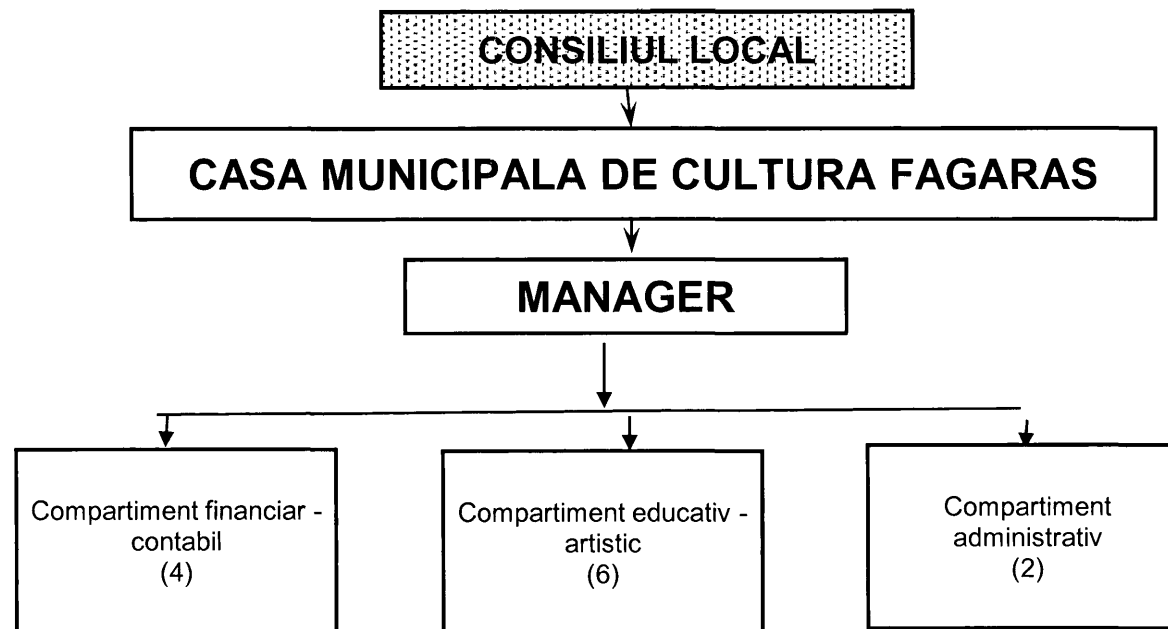 CONSILIUL LOCAL
CASA MUNICIPALA DE CULTURA FAGARAS
MANAGER
Compartiment financiar -
contabil
(4)
Compartiment educativ -
artistic
(6)
Compartiment
administrativ
(2)